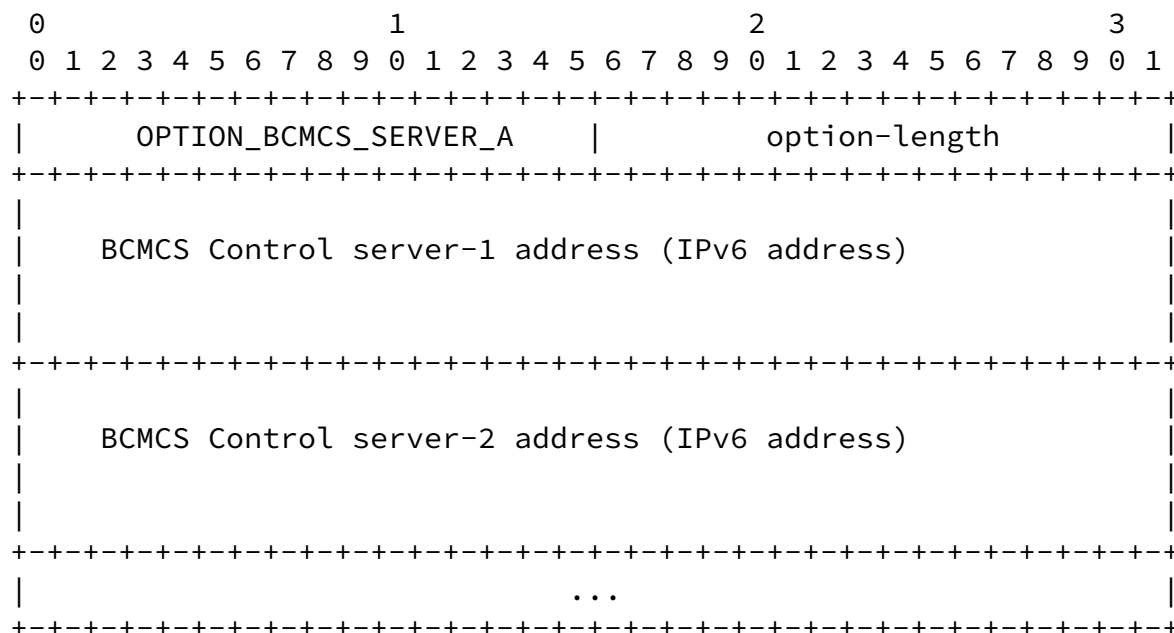 0                   1                   2                   3
 0 1 2 3 4 5 6 7 8 9 0 1 2 3 4 5 6 7 8 9 0 1 2 3 4 5 6 7 8 9 0 1
+-+-+-+-+-+-+-+-+-+-+-+-+-+-+-+-+-+-+-+-+-+-+-+-+-+-+-+-+-+-+-+-+
|      OPTION_BCMCS_SERVER_A    |         option-length         |
+-+-+-+-+-+-+-+-+-+-+-+-+-+-+-+-+-+-+-+-+-+-+-+-+-+-+-+-+-+-+-+-+
|                                                               |
|    BCMCS Control server-1 address (IPv6 address)              |
|                                                               |
|                                                               |
+-+-+-+-+-+-+-+-+-+-+-+-+-+-+-+-+-+-+-+-+-+-+-+-+-+-+-+-+-+-+-+-+
|                                                               |
|    BCMCS Control server-2 address (IPv6 address)              |
|                                                               |
|                                                               |
+-+-+-+-+-+-+-+-+-+-+-+-+-+-+-+-+-+-+-+-+-+-+-+-+-+-+-+-+-+-+-+-+
|                              ...                              |
+-+-+-+-+-+-+-+-+-+-+-+-+-+-+-+-+-+-+-+-+-+-+-+-+-+-+-+-+-+-+-+-+